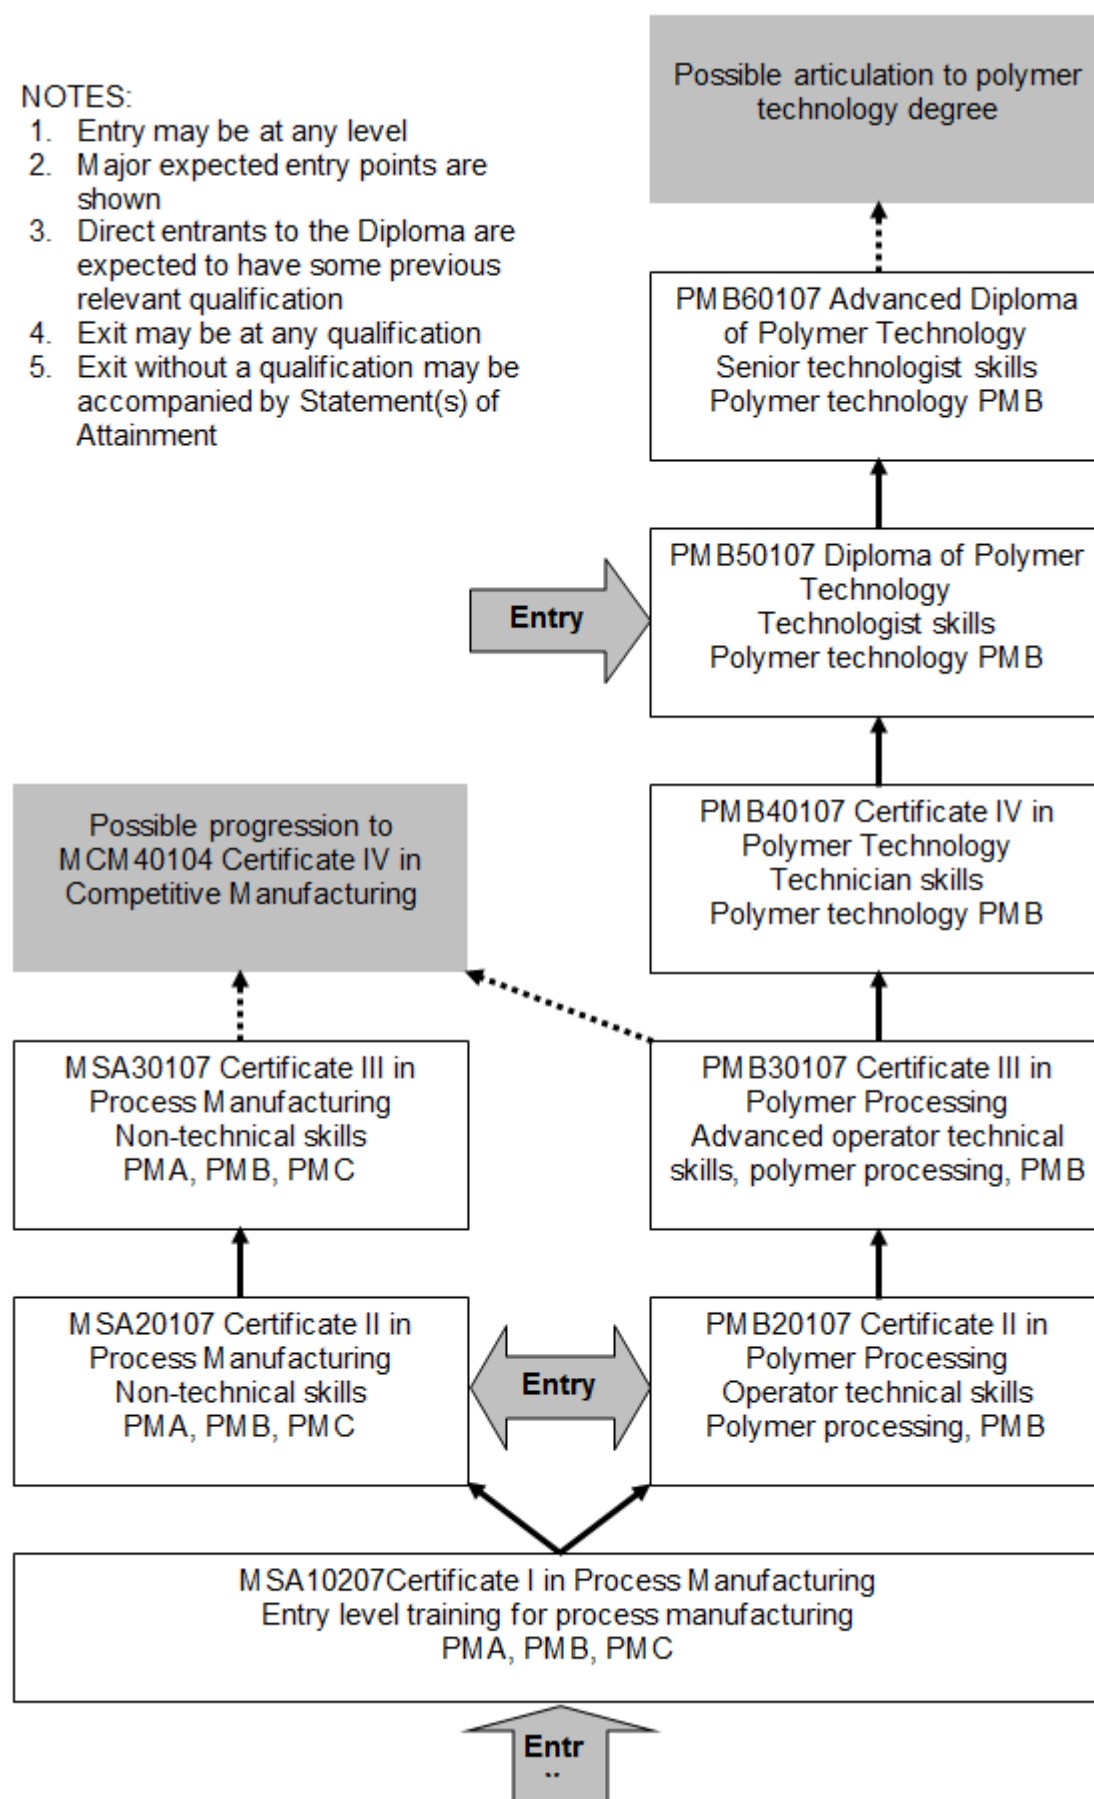 NOTES:
1. Entry may be at any level
2. Major expected entry points are
shown
3. Direct entrants to the Diploma are
expected to have some previous
relevant qualification
4. Exit may be at any qualification
5. Exit without a qualification may be
accompanied by Statement(s) of
Attainment
Possible articulation to polymer
technology degree
PMB60107 Advanced Diploma
of Polymer Technology
Senior technologist skills
Polymer technology PMB
Entry
PMB50107 Diploma of Polymer
Technology
Technologist skills
Polymer technology PMB
Possible progression to
MCM40104 Certificate IV in
Competitive Manufacturing
PMB40107 Certificate IV in
Polymer Technology
Technician skills
Polymer technology PMB
MSA30107 Certificate III in
Process Manufacturing
Non-technical skills
PMA, PMB, PMC
PMB30107 Certificate III in
Polymer Processing
Advanced operator technical
skills, polymer processing, PMB
MSA20107 Certificate II in
Process Manufacturing
Non-technical skills
PMA, PMB, PMC
Entry
PMB20107 Certificate II in
Polymer Processing
Operator technical skills
Polymer processing, PMB
MSA10207Certificate I in Process Manufacturing
Entry level training for process manufacturing
PMA, PMB, PMC
Entr